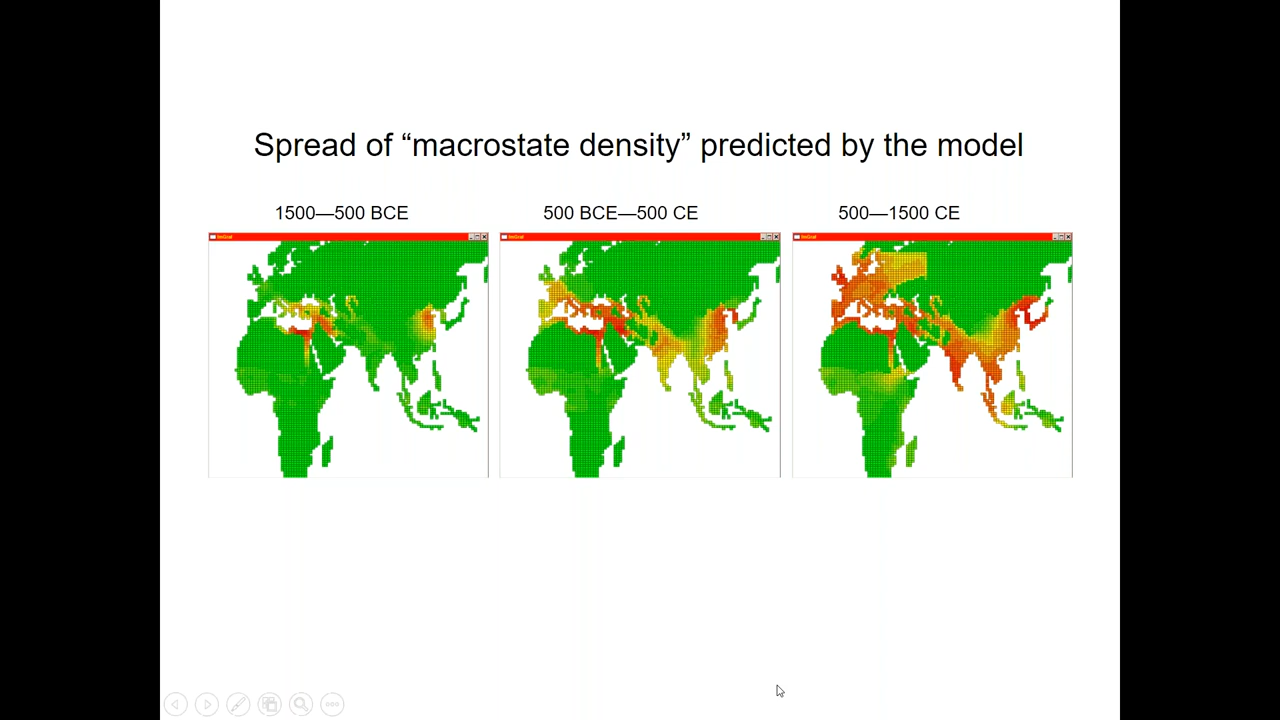 Spread of “macrostate density” predicted by the model
1500—500 BCE
500 BCE—500 CE
500—1500 CE